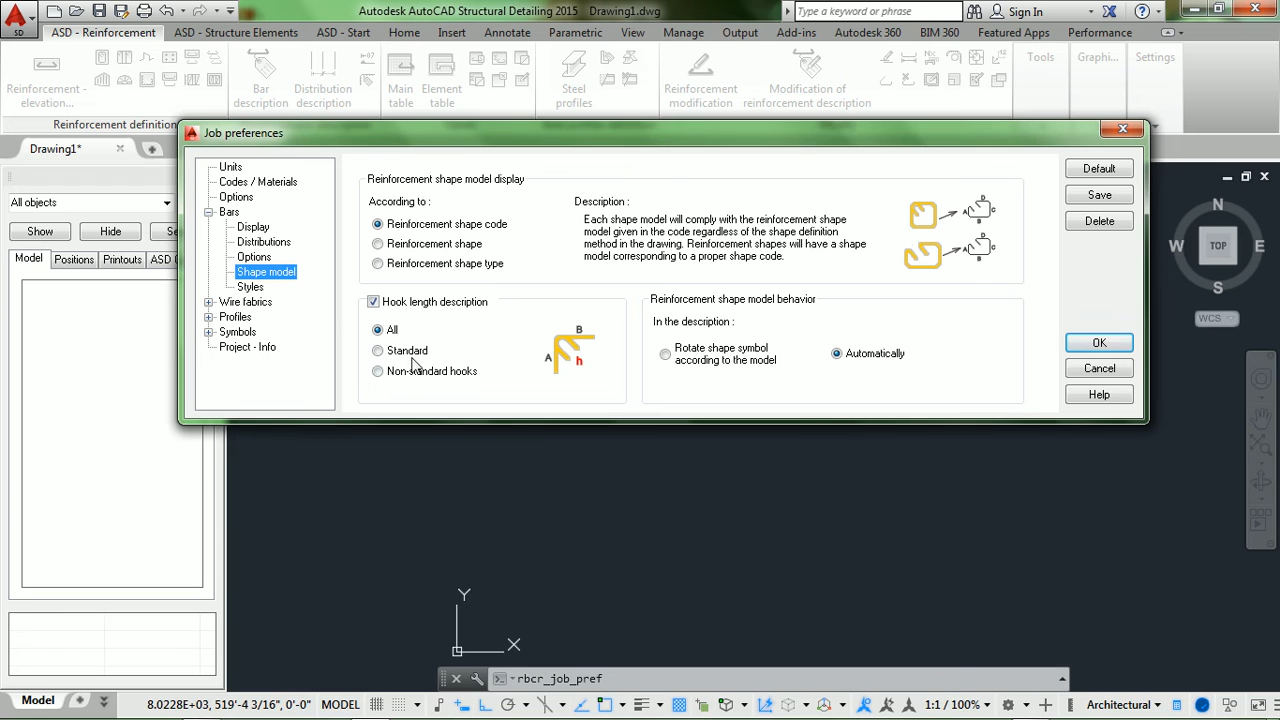 Autodesk AutoCAD Structural Detailing 2015 Drawing1.dwg
Type a keyword or phrase
Sign In
SD
ASD - Reinforcement
ASD - Structure Elements
ASD - Start
Home
Insert
Annotate
Parametric
View
Manage
Output
Add-ins
Autodesk 360
BIM 360
Featured Apps
Performance
Reinforcement -
elevation...
Bar
description
Distribution
description
Main
table
Element
table
Steel
profiles
Reinforcement
modification
Modification of
reinforcement description
Tools
Graphi...
Settings
Reinforcement definition
Drawing1*
Job preferences
All objects
Show
Hide
Se
Model
Positions
Printouts
ASD C
Units
Codes / Materials
Options
Bars
Display
Distributions
Options
Shape model
Styles
Wire fabrics
Profiles
Symbols
Project - Info
Reinforcement shape model display
According to :
Reinforcement shape code
Reinforcement shape
Reinforcement shape type
Description :
Each shape model will comply with the reinforcement shape
model given in the code regardless of the shape definition
method in the drawing. Reinforcement shapes will have a shape
model corresponding to a proper shape code.
A
B
C
A
B
C
Hook length description
All
Standard
Non-standard hooks
B
A
h
Reinforcement shape model behavior
In the description :
Rotate shape symbol
according to the model
Automatically
Default
Save
Delete
OK
Cancel
Help
N
W
TOP
E
S
WCS
Y
X
rbcr_job_pref
Model
8.0228E+03, 519'-4 3/16", 0'-0"
MODEL
1:1 / 100%
Architectural